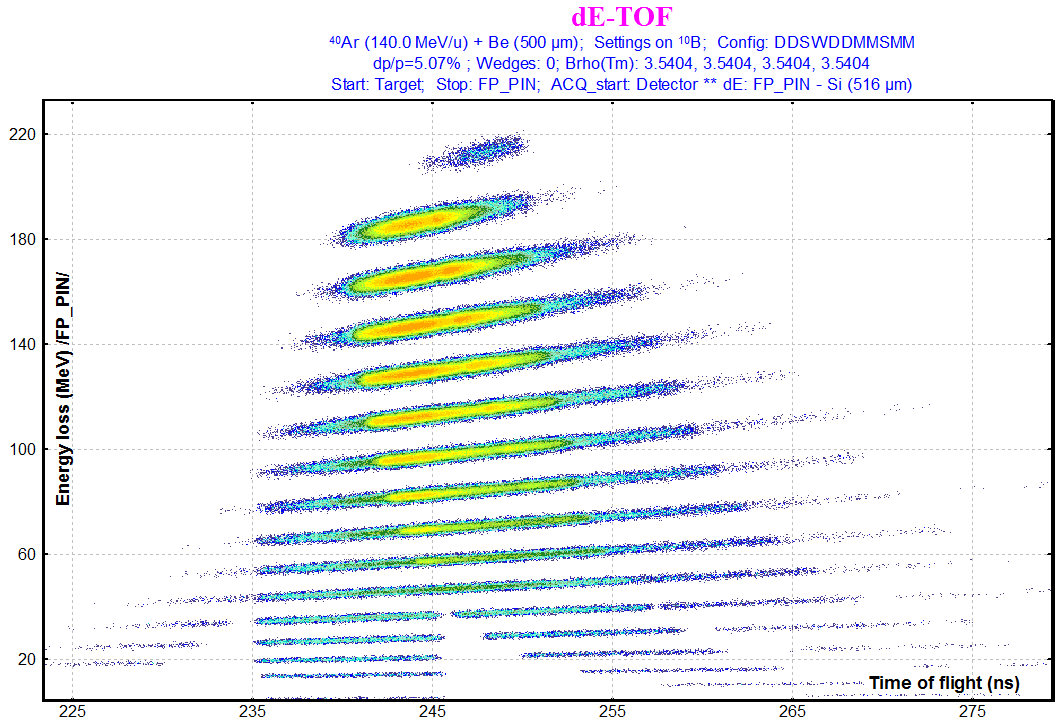 dE-TOF
⁴⁰Ar (140.0 MeV/u) + Be (500 µm); Settings on ¹⁰B; Config: DDSWDDMMSMM
dp/p=5.07% ; Wedges: 0; Brho(Tm): 3.5404, 3.5404, 3.5404, 3.5404
Start: Target; Stop: FP_PIN; ACQ_start: Detector ** dE: FP_PIN - Si (516 µm)
220
180
140
100
60
20
Energy loss (MeV) /FP_PIN/
Time of flight (ns)
225 235 245 255 265 275